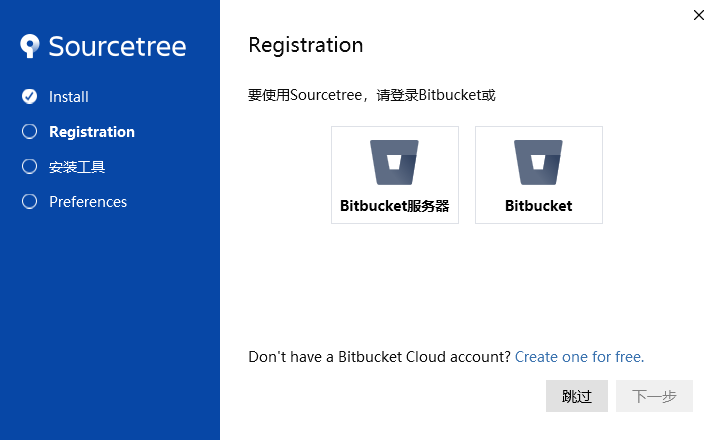 Sourcetree
Install
Registration
安装工具
Preferences
Registration
要使用Sourcetree，请登录Bitbucket或
Bitbucket服务器
Bitbucket
Don't have a Bitbucket Cloud account? Create one for free.
跳过
下一步